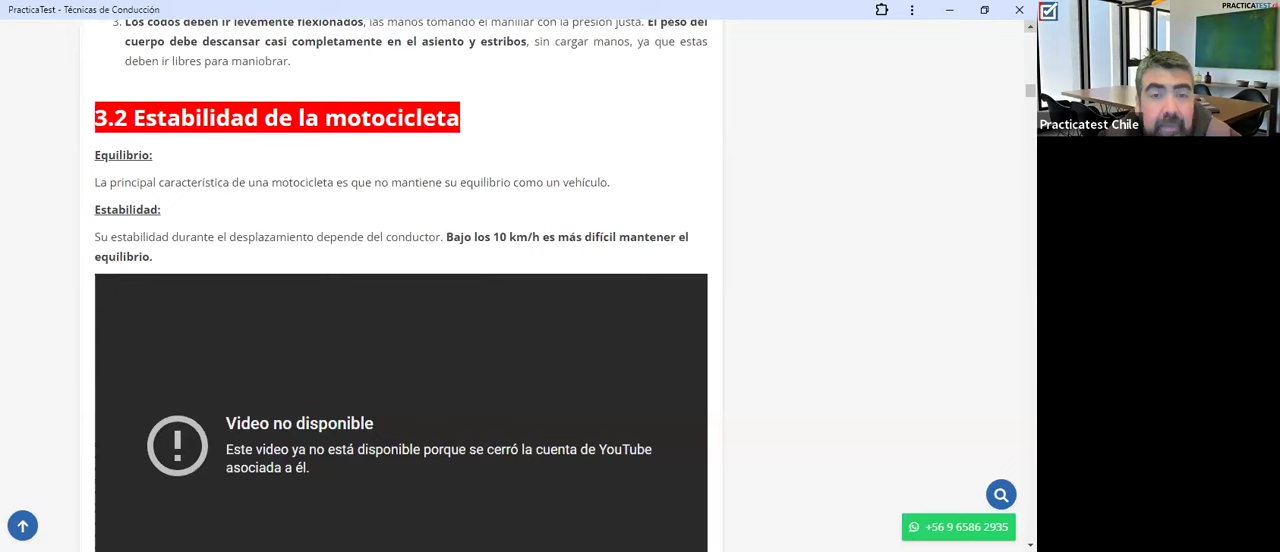 PracticaTest - Técnicas de Conducción
PRACTICATEST
3. Los codos deben ir levemente flexionados, las manos tomando el manillar con la presión justa. El peso del
cuerpo debe descansar casi completamente en el asiento y estribos, sin cargar manos, ya que estas
deben ir libres para maniobrar.
Practicatest Chile
3.2 Estabilidad de la motocicleta
Equilibrio:
La principal característica de una motocicleta es que no mantiene su equilibrio como un vehículo.
Estabilidad:
Su estabilidad durante el desplazamiento depende del conductor. Bajo los 10 km/h es más difícil mantener el
equilibrio.
Video no disponible
Este video ya no está disponible porque se cerró la cuenta de YouTube
asociada a él.
+56 9 6586 2935